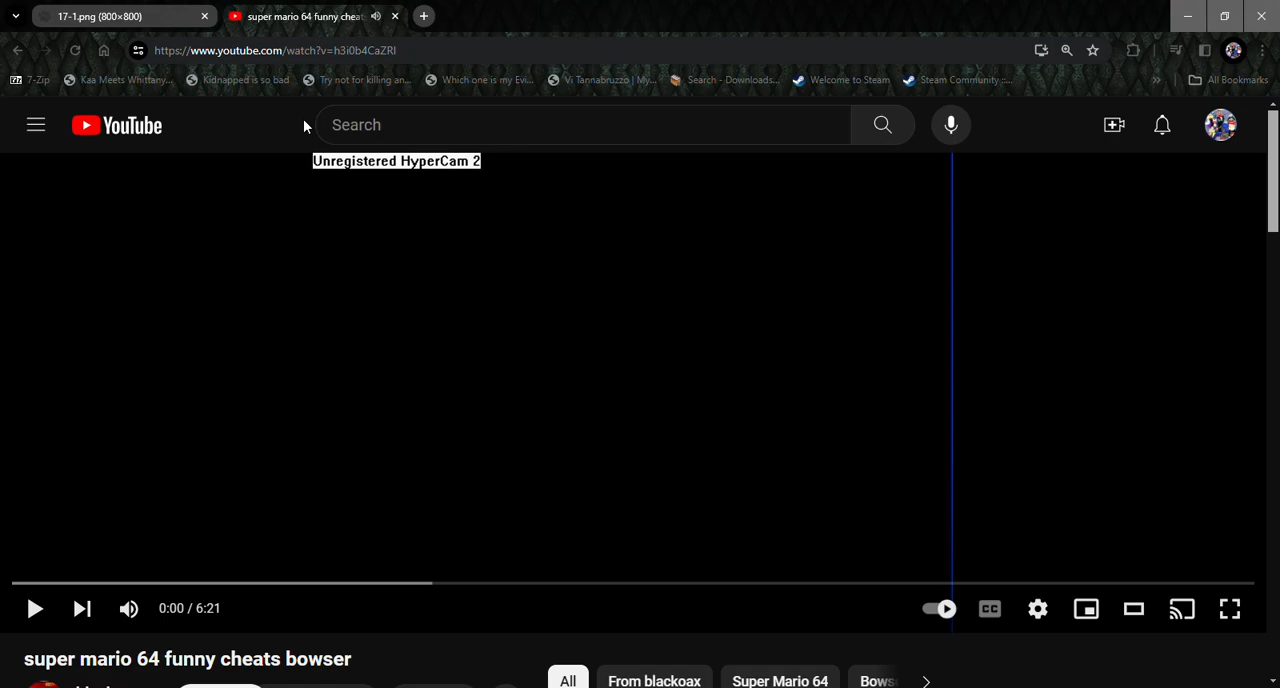 17-1.png (800×800)
super mario 64 funny cheat
https://www.youtube.com/watch?v=h3i0b4CaZRI
7-Zip
Kaa Meets Whittany...
Kidnapped is so bad
Try not for killing an...
Which one is my Evi...
Vi Tannabruzzo | My...
Search - Downloads...
Welcome to Steam
Steam Community ::...
All Bookmarks
YouTube
Search
Unregistered HyperCam 2
0:00 / 6:21
CC
super mario 64 funny cheats bowser
All
From blackoax
Super Mario 64
Bows